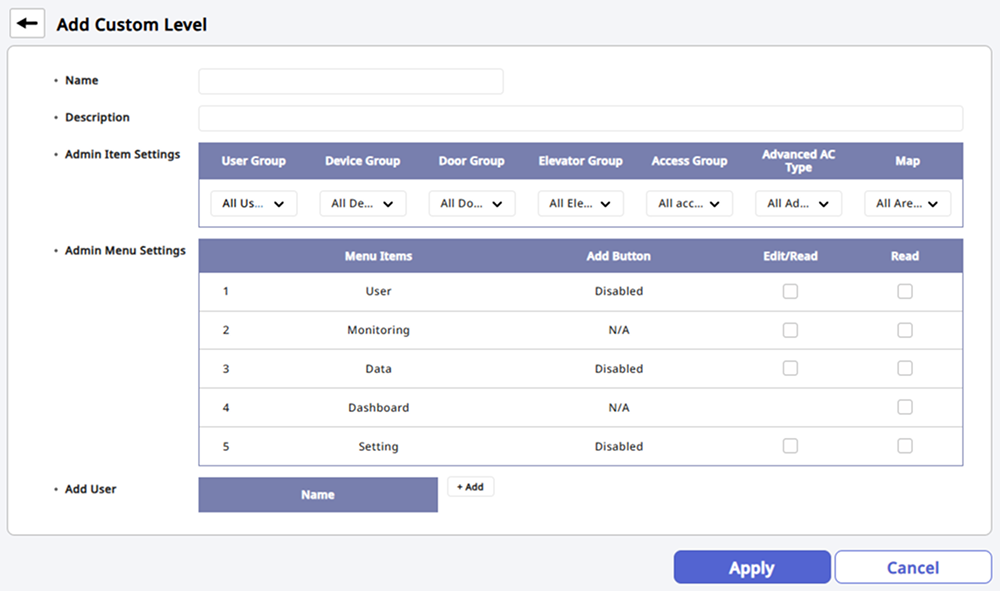 Add Custom Level
• Name
• Description
• Admin Item Settings
User Group Device Group Door Group Elevator Group Access Group Advanced AC Type Map
All Us... All De... All Do... All Ele... All acc... All Ad... All Are...
• Admin Menu Settings
Menu Items Add Button Edit/Read Read
1 User Disabled
2 Monitoring N/A
3 Data Disabled
4 Dashboard N/A
5 Setting Disabled
• Add User
Name + Add
Apply Cancel